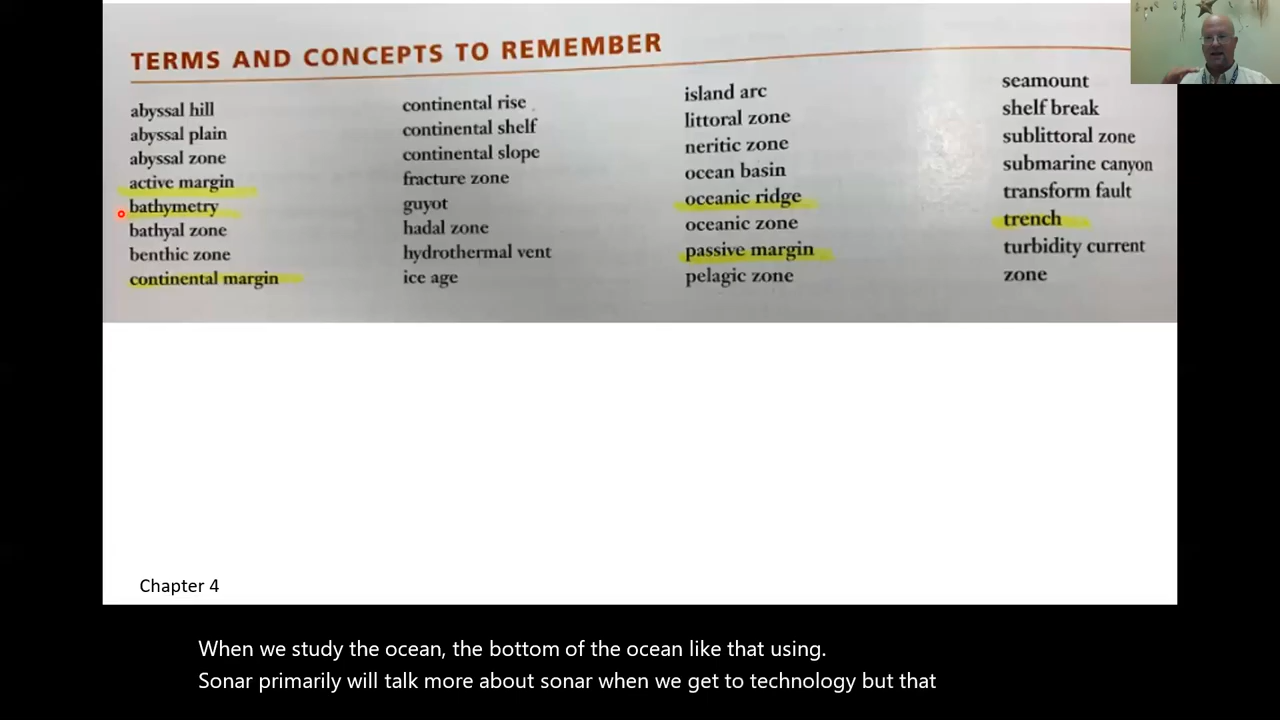 TERMS AND CONCEPTS TO REMEMBER
abyssal hill
abyssal plain
abyssal zone
active margin
bathymetry
bathyal zone
benthic zone
continental margin
continental rise
continental shelf
continental slope
fracture zone
guyot
hadal zone
hydrothermal vent
ice age
island arc
littoral zone
neritic zone
ocean basin
oceanic ridge
oceanic zone
passive margin
pelagic zone
seamount
shelf break
sublittoral zone
submarine canyon
transform fault
trench
turbidity current
zone
Chapter 4
When we study the ocean, the bottom of the ocean like that using.
Sonar primarily will talk more about sonar when we get to technology but that